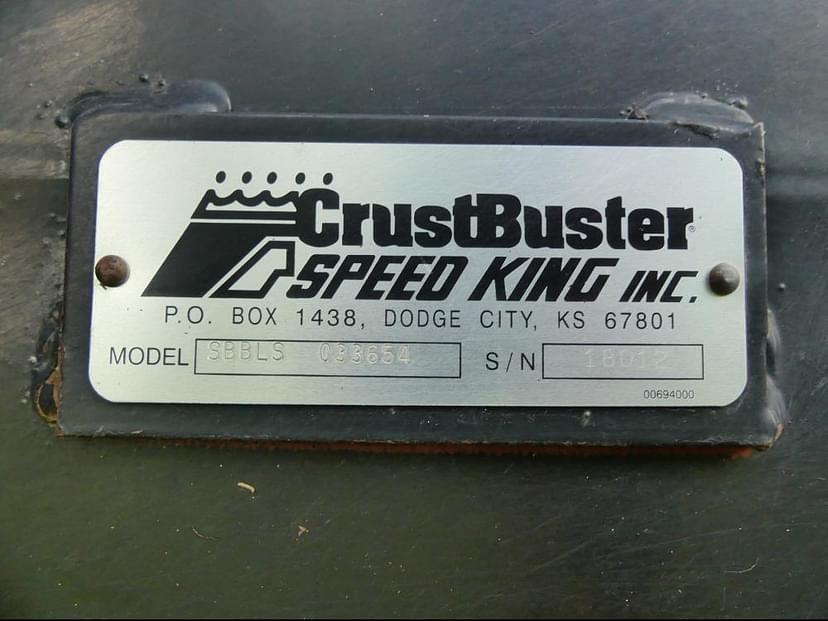 CrustBuster®
SPEED KING INC.
P.O. BOX 1438, DODGE CITY, KS 67801
MODEL SBBLS 033654 S/N 18012
00694000